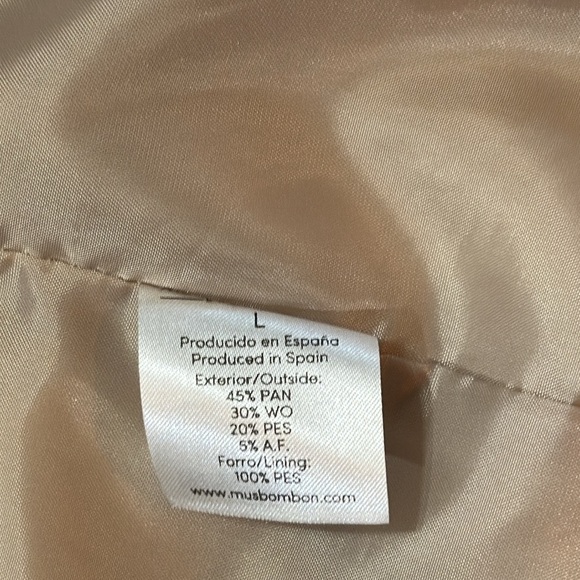 L
Producido en España
Produced in Spain
Exterior/Outside:
45% PAN
30% WO
20% PES
5% A.F.
Forro/Lining:
100% PES
www.musbombon.com